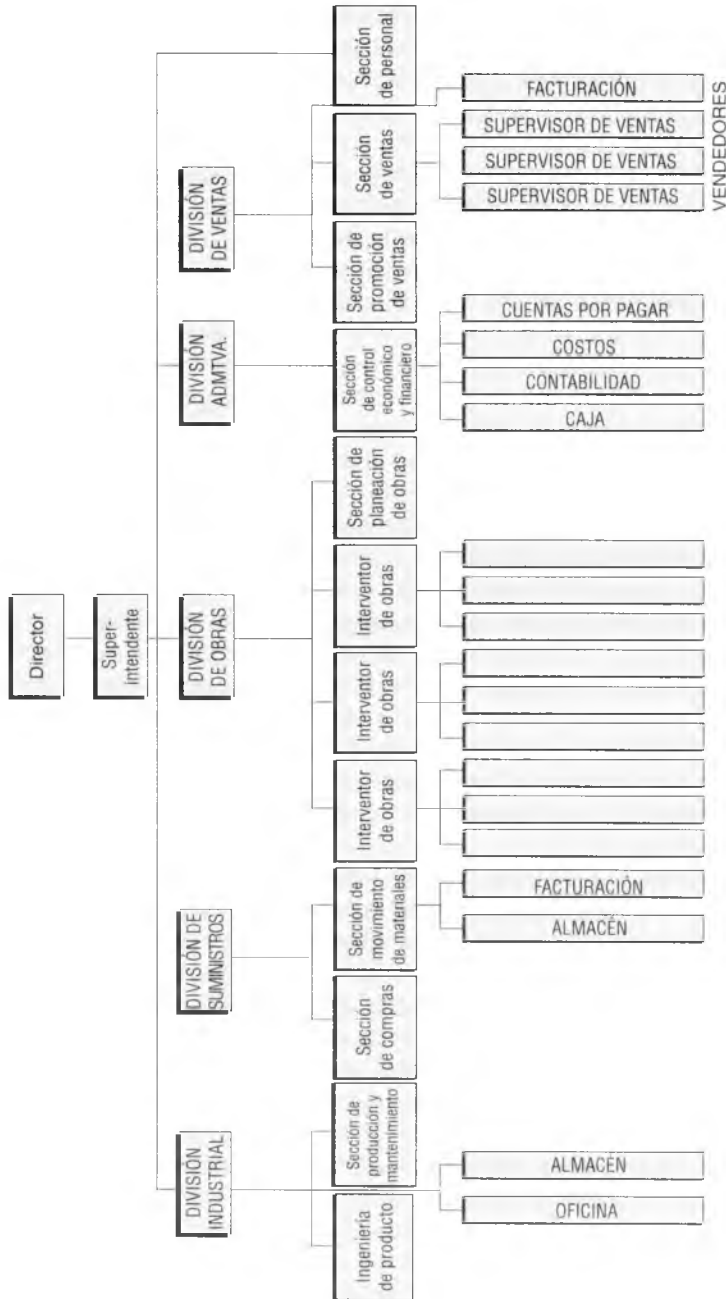 Director
Super-
intendente
DIVISIÓN
INDUSTRIAL
DIVISIÓN DE
SUMINISTROS
DIVISIÓN
DE OBRAS
DIVISIÓN
ADMTVA.
DIVISIÓN
DE VENTAS
Ingeniería
de producto
Sección de
producción y
mantenimiento
Sección
de compras
Sección de
movimiento
de materiales
Interventor
de obras
Interventor
de obras
Interventor
de obras
Sección de
planeación
de obras
Sección
de control
económico
y financiero
Sección de
promoción
de ventas
Sección
de ventas
Sección
de personal
OFICINA
ALMACÉN
ALMACÉN
FACTURACIÓN
CAJA
CONTABILIDAD
COSTOS
CUENTAS POR PAGAR
SUPERVISOR DE VENTAS
SUPERVISOR DE VENTAS
SUPERVISOR DE VENTAS
FACTURACIÓN
VENDEDORES